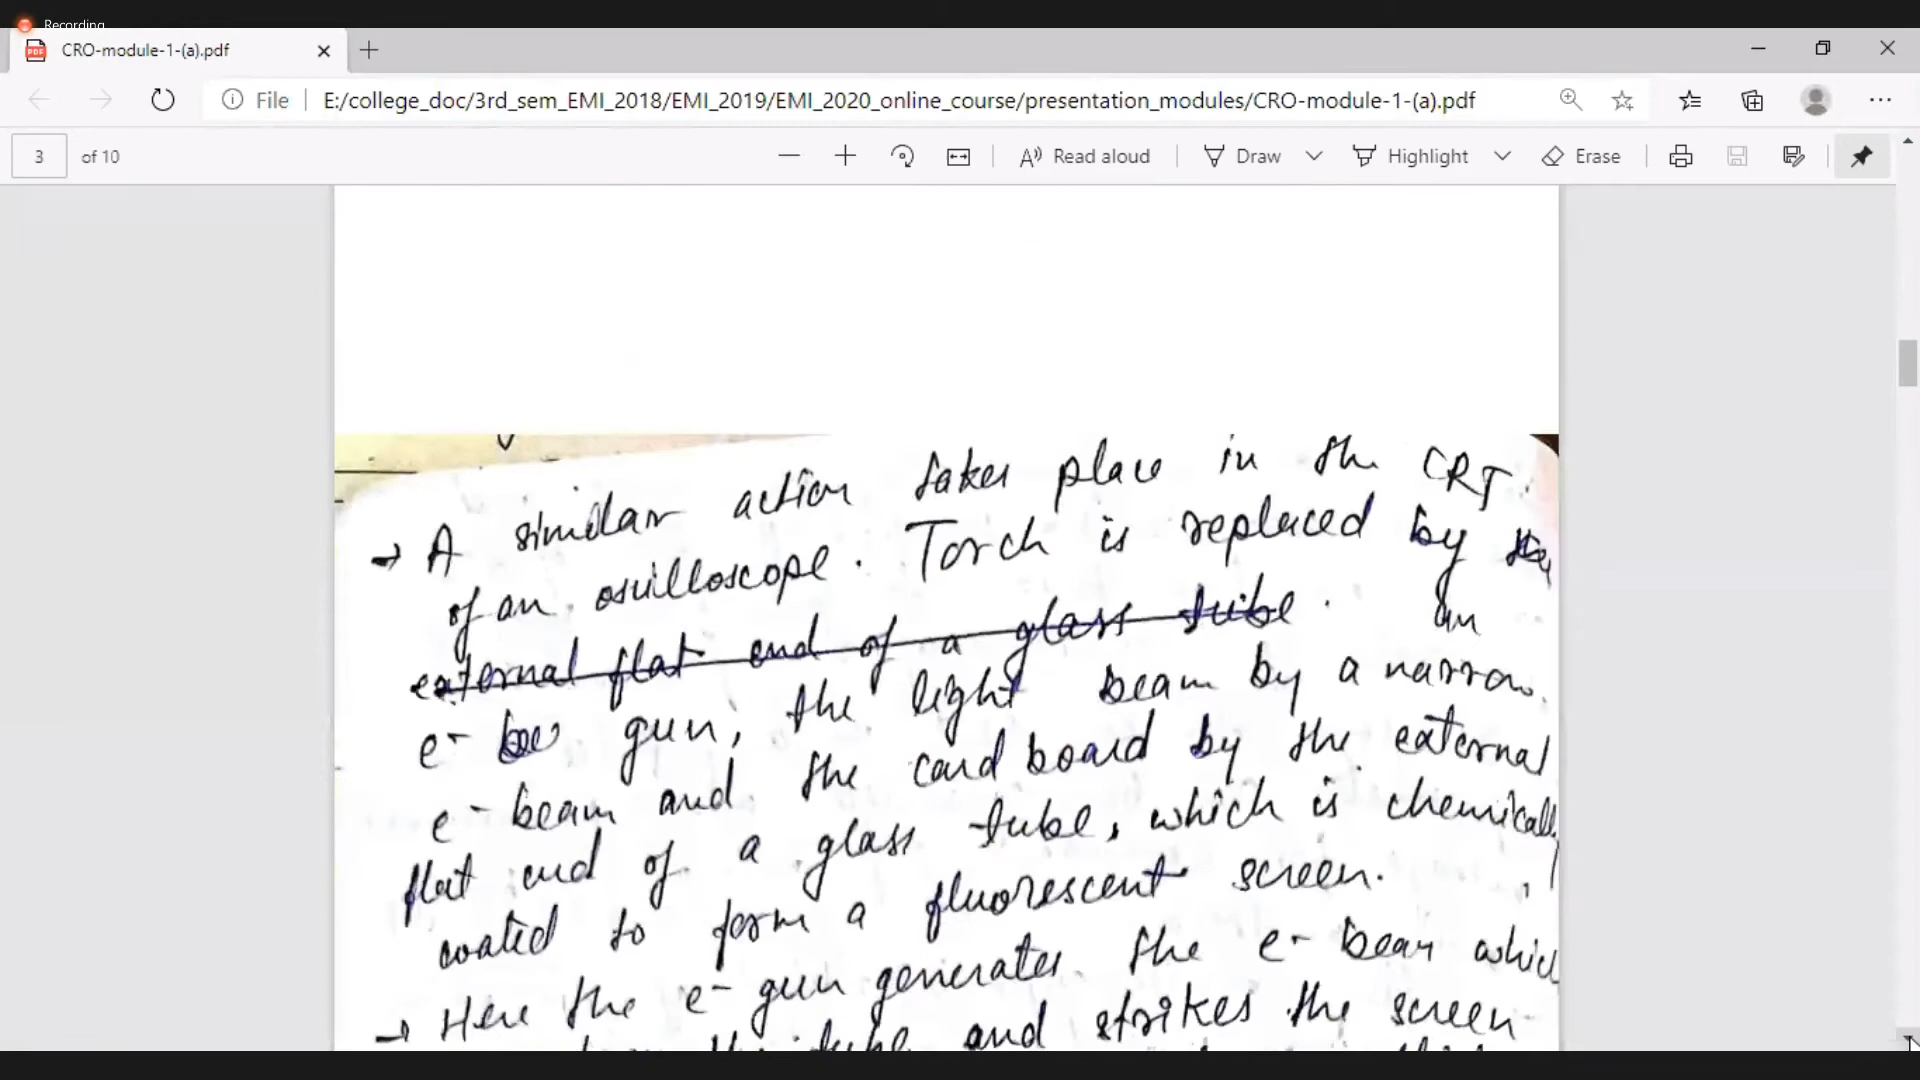 Recording
CRO-module-1-(a).pdf
File E:/college_doc/3rd_sem_EMI_2018/EMI_2019/EMI_2020_online_course/presentation_modules/CRO-module-1-(a).pdf
3 of 10 Read aloud Draw Highlight Erase
→ A similar action takes place in the CRT
of an oscilloscope. Torch is replaced by
external flat end of a glass tube. an
e- gun, the light beam by a narrow
e- beam and the card board by the external
flat end of a glass tube, which is chemically
coated to form a fluorescent screen.
→ Here the e- gun generates the e- beam which
and strikes the screen